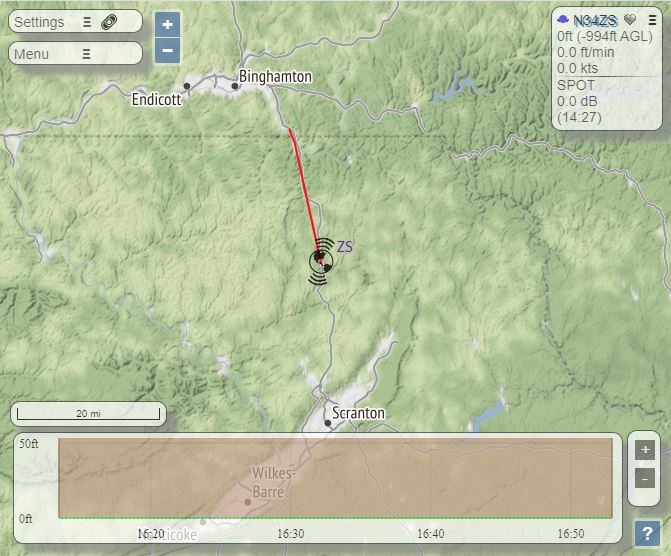 Settings
Menu
+
−
N34ZS
0ft (-994ft AGL)
0.0 ft/min
0.0 kts
SPOT
0.0 dB
(14:27)
Binghamton
Endicott
ZS
20 mi
Scranton
50ft
0ft
Wilkes-
Barre
Nanticoke
16:20
16:30
16:40
16:50
+
-
?